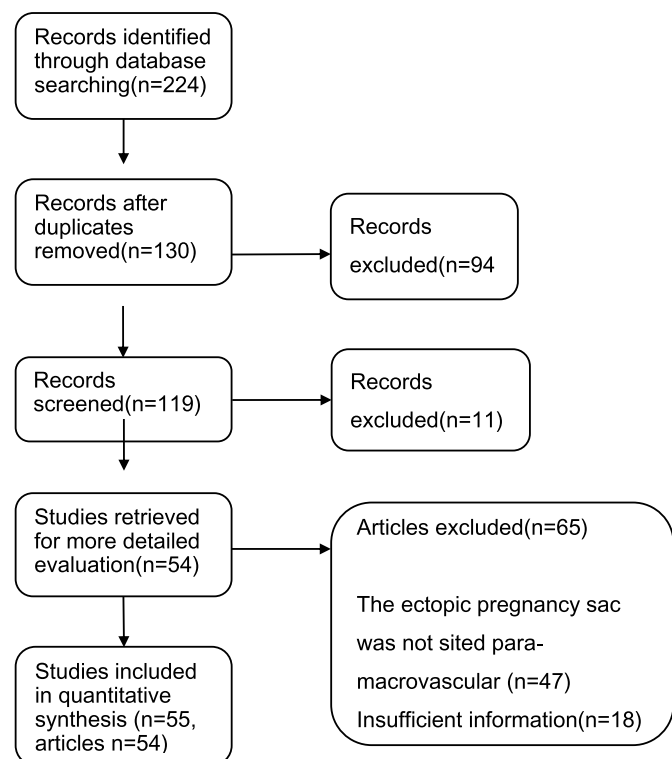 Records identified
through database
searching(n=224)
Records after
duplicates
removed(n=130)
Records
excluded(n=94
Records
screened(n=119)
Records
excluded(n=11)
Studies retrieved
for more detailed
evaluation(n=54)
Articles excluded(n=65)
The ectopic pregnancy sac
was not sited para-
macrovascular (n=47)
Insufficient information(n=18)
Studies included
in quantitative
synthesis (n=55,
articles n=54)